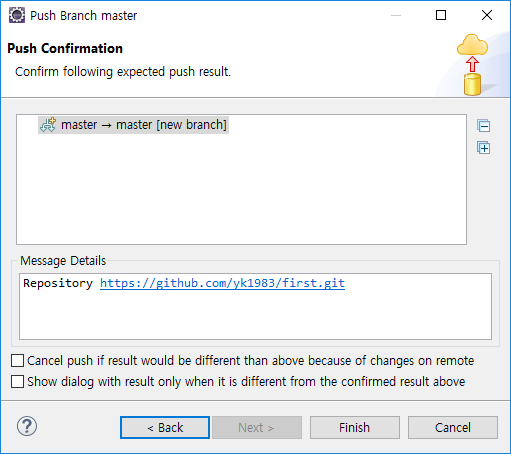 Push Branch master
Push Confirmation
Confirm following expected push result.
master → master [new branch]
Message Details
Repository https://github.com/yk1983/first.git
Cancel push if result would be different than above because of changes on remote
Show dialog with result only when it is different from the confirmed result above
< Back Next > Finish Cancel